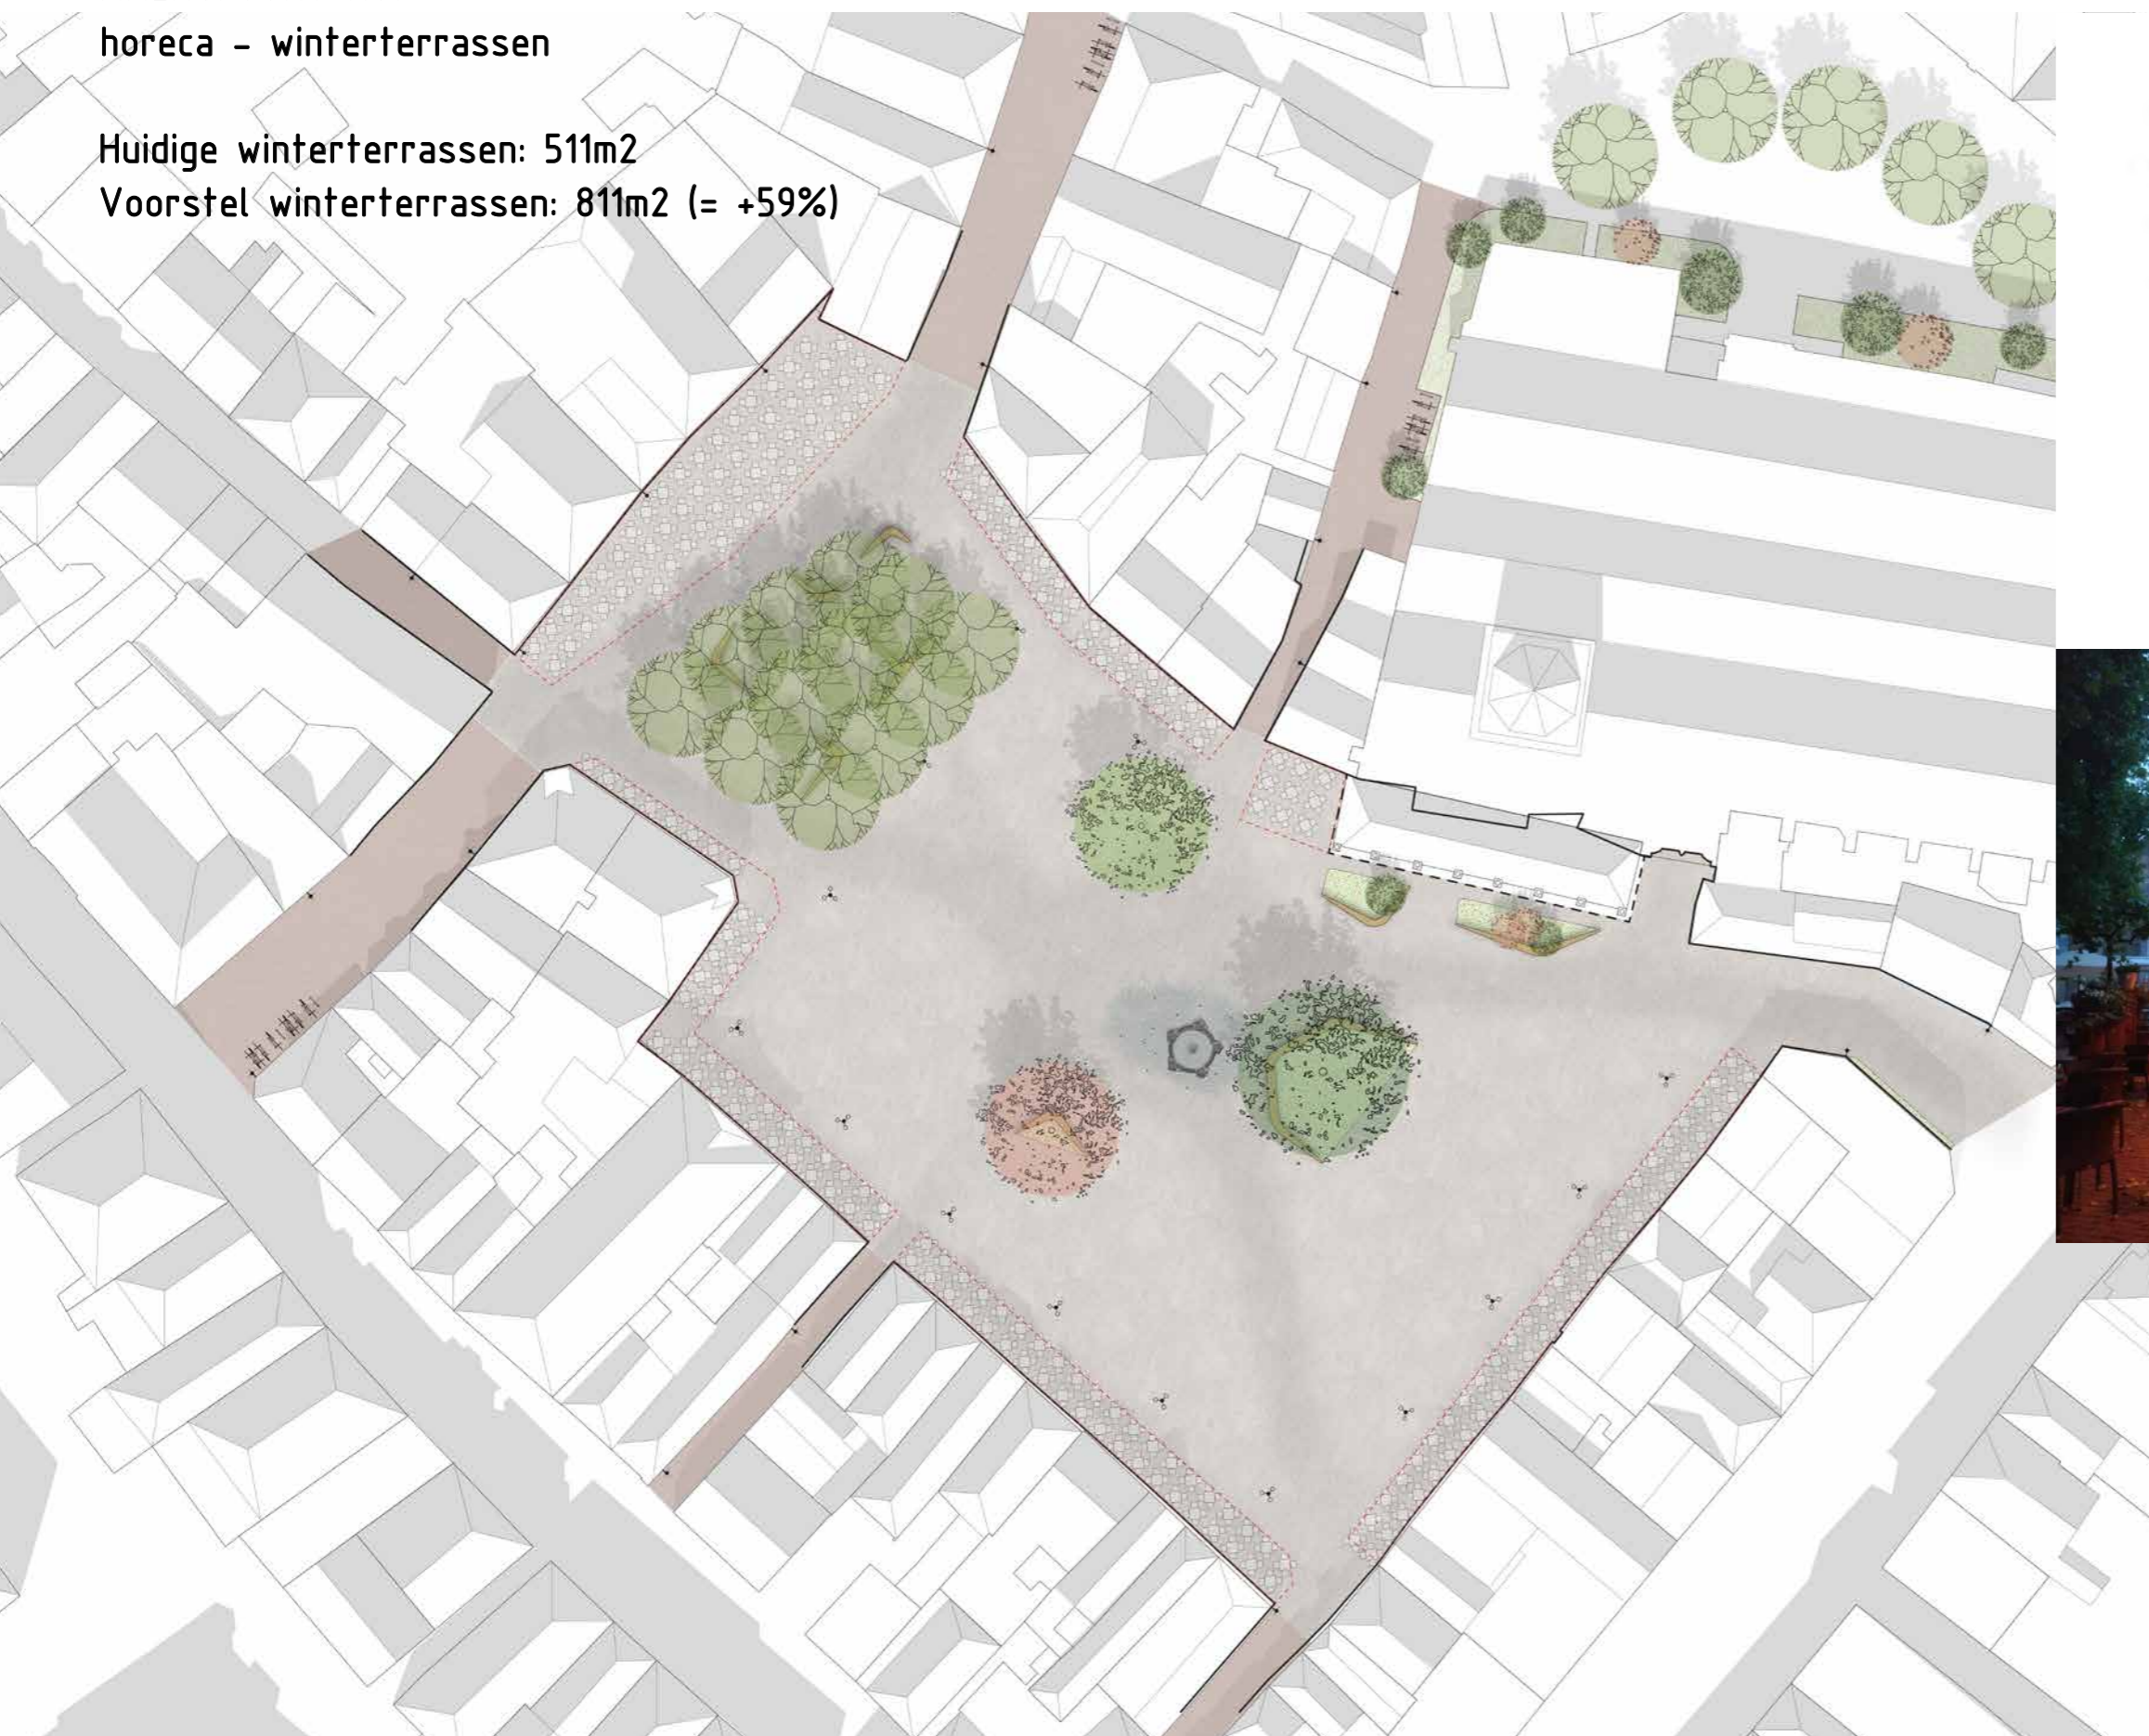 horeca - winterterrassen
Huidige winterterrassen: 511m2
Voorstel winterterrassen: 811m2 (= +59%)